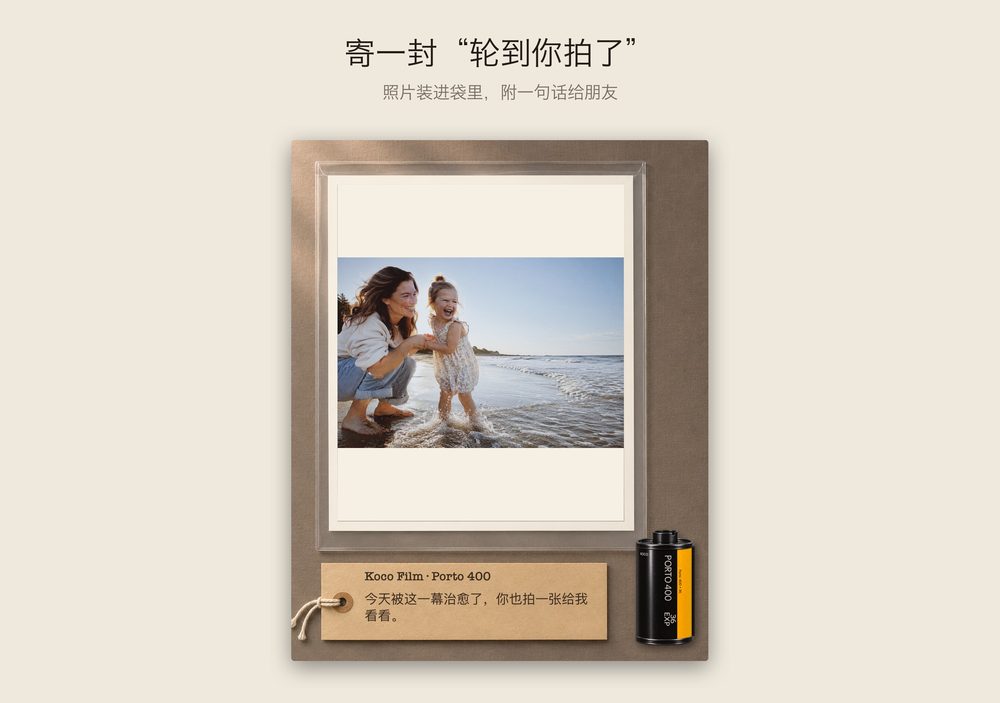 寄一封“轮到你拍了”
照片装进袋里，附一句话给朋友
Koco Film · Porto 400
今天被这一幕治愈了，你也拍一张给我
看看。
KOCO
PORTO 400
36
EXP